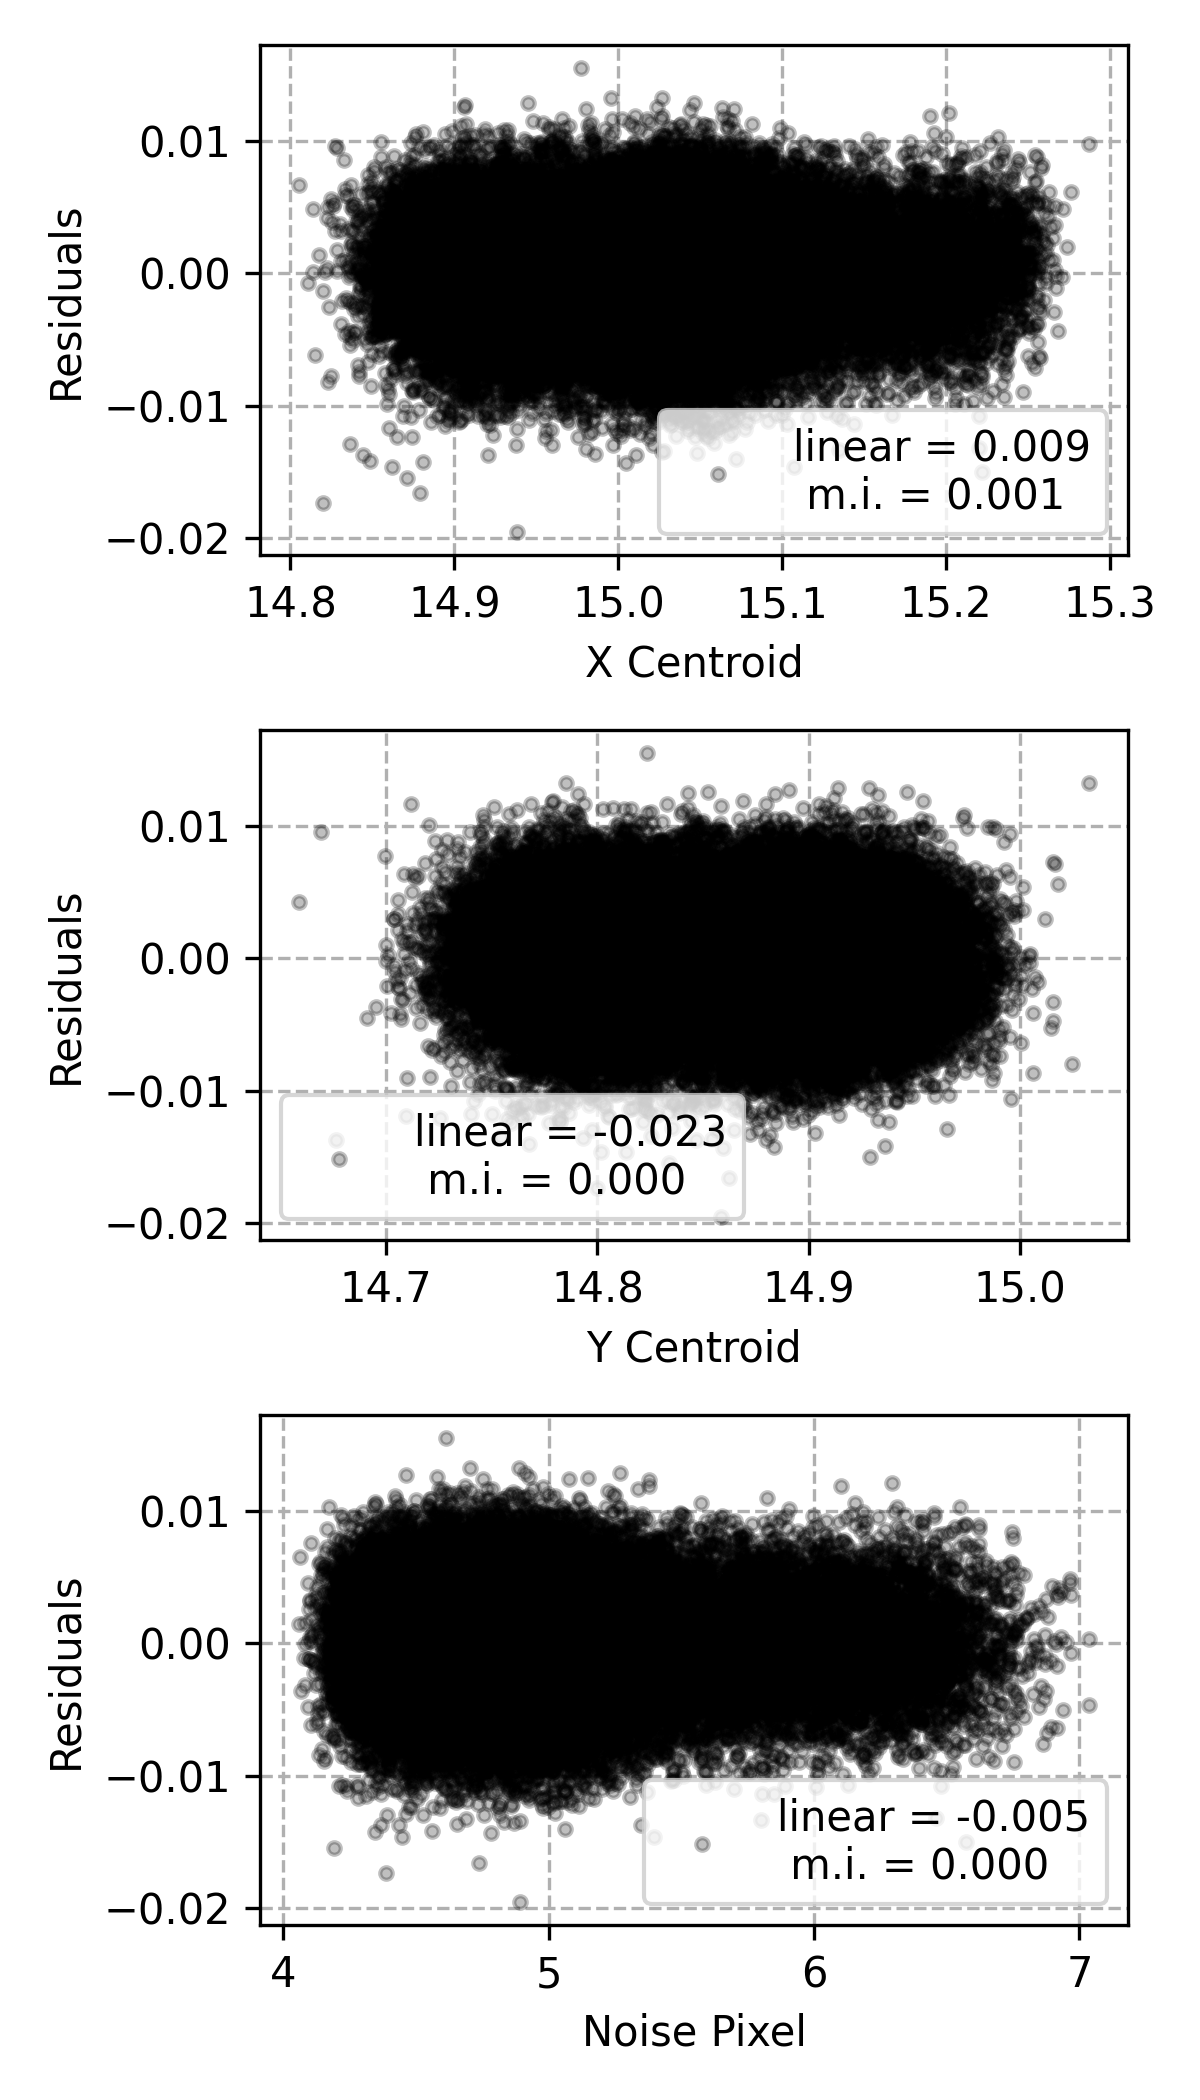 0.01
0.00
−0.01
−0.02
Residuals
linear = 0.009
m.i. = 0.001
14.8 14.9 15.0 15.1 15.2 15.3
X Centroid
0.01
0.00
−0.01
−0.02
Residuals
linear = -0.023
m.i. = 0.000
14.7 14.8 14.9 15.0
Y Centroid
0.01
0.00
−0.01
−0.02
Residuals
linear = -0.005
m.i. = 0.000
4 5 6 7
Noise Pixel